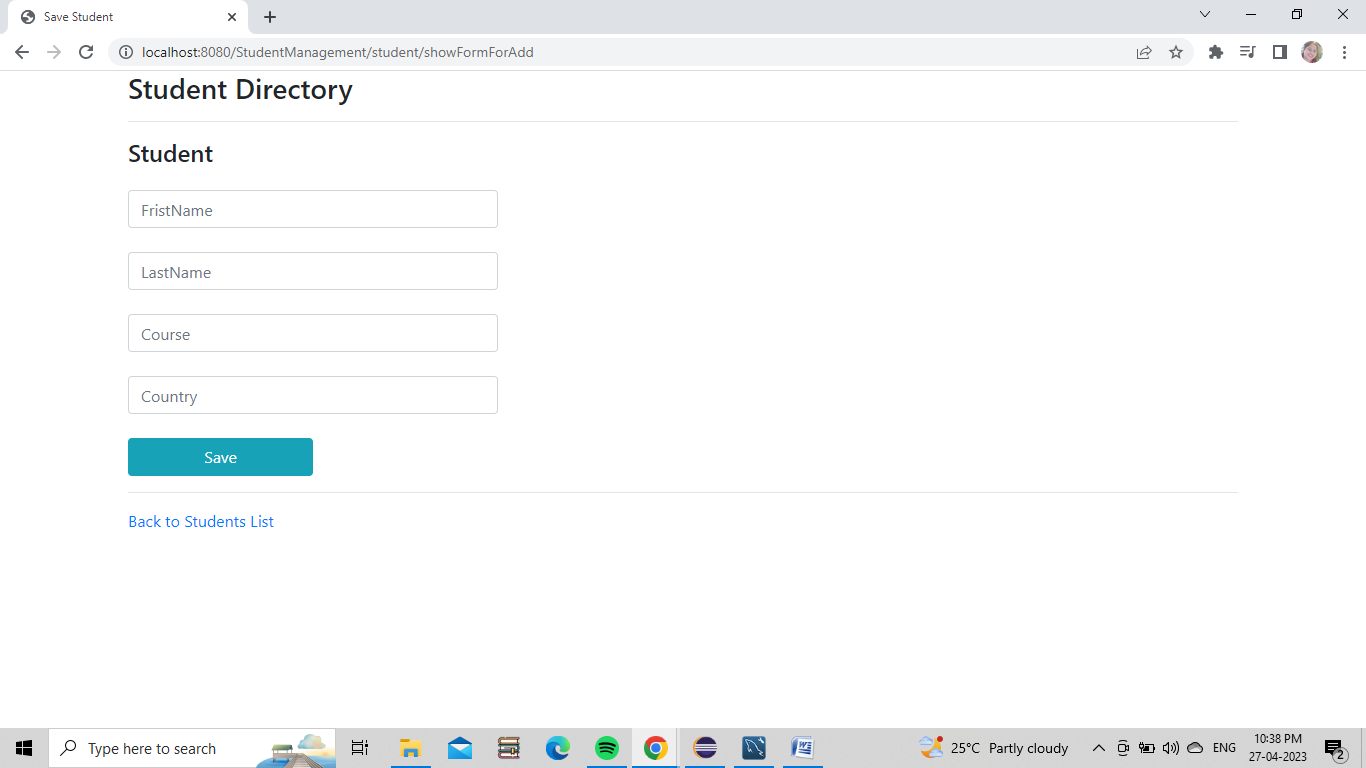 Save Student
localhost:8080/StudentManagement/student/showFormForAdd
Student Directory
Student
FristName
LastName
Course
Country
Save
Back to Students List
Type here to search
25°C Partly cloudy
ENG
10:38 PM
27-04-2023
2